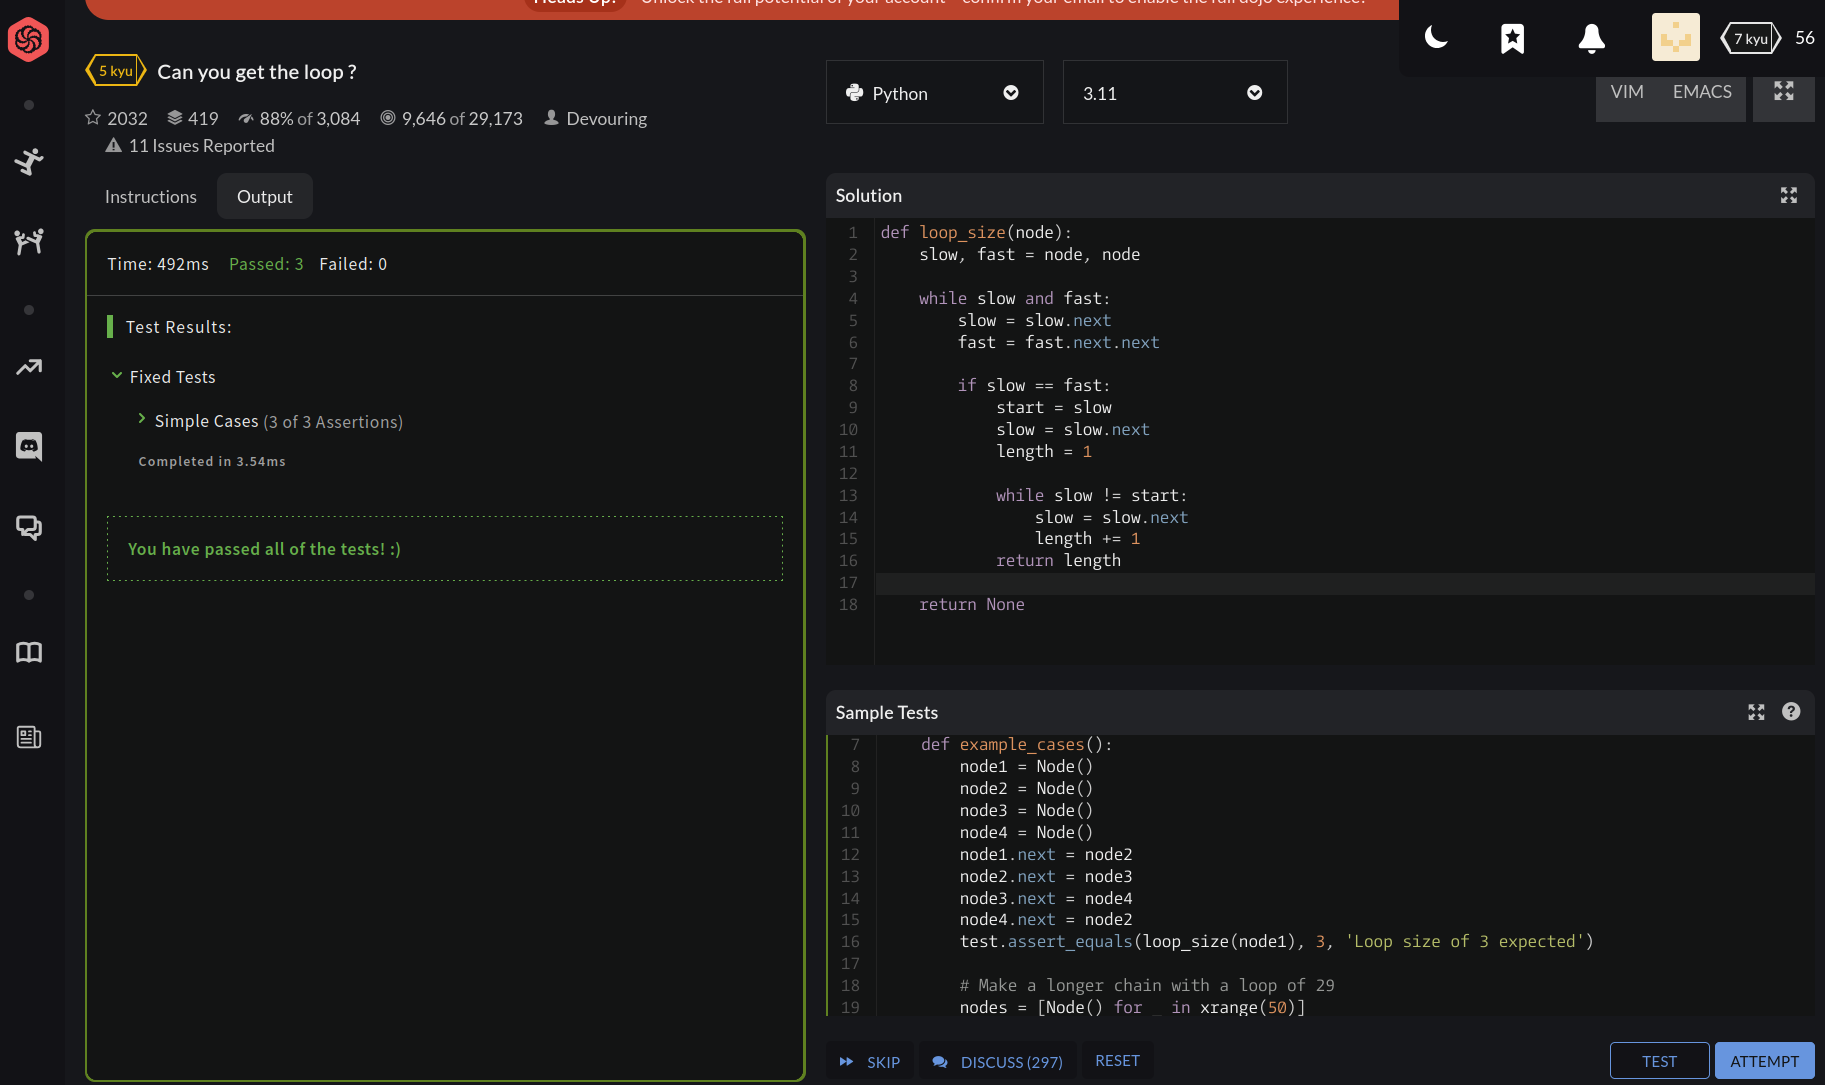 Heads Up! Unlock the full potential of your account – confirm your email to enable the full dojo experience!
7 kyu 56
5 kyu Can you get the loop ?
2032 419 88% of 3,084 9,646 of 29,173 Devouring
11 Issues Reported
Python 3.11 VIM EMACS
Instructions Output
Time: 492ms Passed: 3 Failed: 0
Test Results:
Fixed Tests
Simple Cases (3 of 3 Assertions)
Completed in 3.54ms
You have passed all of the tests! :)
Solution
1 def loop_size(node):
2 slow, fast = node, node
3
4 while slow and fast:
5 slow = slow.next
6 fast = fast.next.next
7
8 if slow == fast:
9 start = slow
10 slow = slow.next
11 length = 1
12
13 while slow != start:
14 slow = slow.next
15 length += 1
16 return length
17
18 return None
Sample Tests
7 def example_cases():
8 node1 = Node()
9 node2 = Node()
10 node3 = Node()
11 node4 = Node()
12 node1.next = node2
13 node2.next = node3
14 node3.next = node4
15 node4.next = node2
16 test.assert_equals(loop_size(node1), 3, 'Loop size of 3 expected')
17
18 # Make a longer chain with a loop of 29
19 nodes = [Node() for _ in xrange(50)]
SKIP DISCUSS (297) RESET TEST ATTEMPT